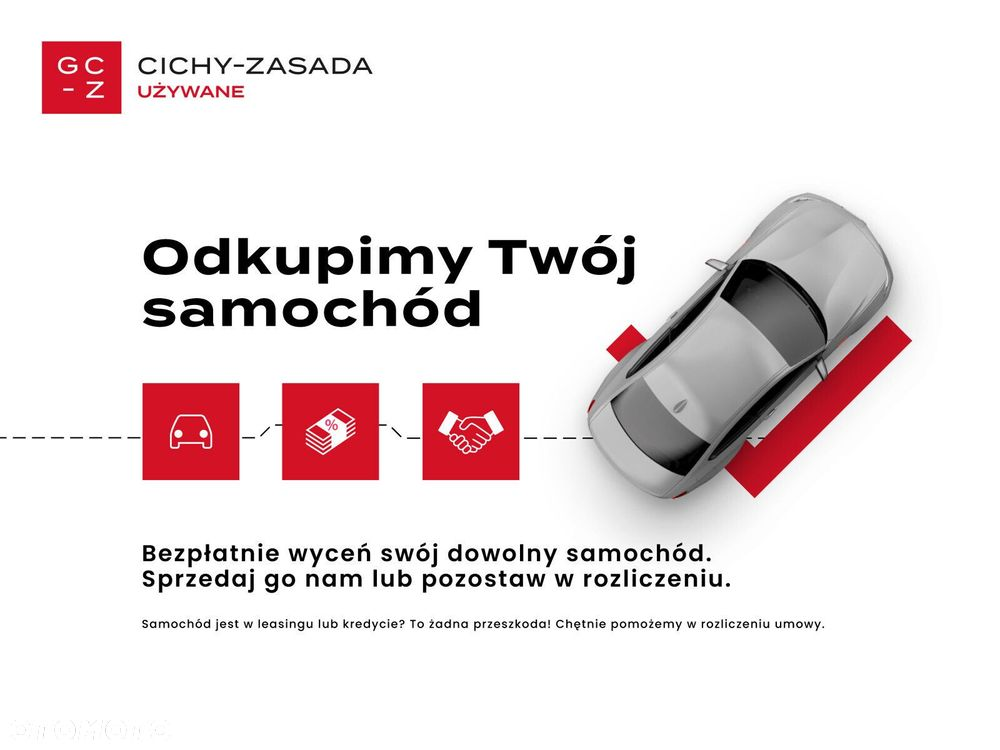 GC
-Z
CICHY-ZASADA
UŻYWANE
Odkupimy Twój
samochód
%
Bezpłatnie wyceń swój dowolny samochód.
Sprzedaj go nam lub pozostaw w rozliczeniu.
Samochód jest w leasingu lub kredycie? To żadna przeszkoda! Chętnie pomożemy w rozliczeniu umowy.
OTOMOTO